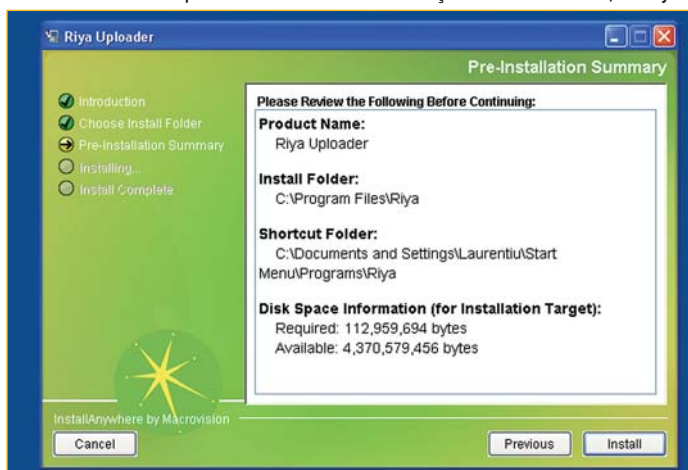 Riya Uploader
Pre-Installation Summary
Introduction
Choose Install Folder
Pre-Installation Summary
Installing...
Install Complete
Please Review the Following Before Continuing:
Product Name:
Riya Uploader
Install Folder:
C:\Program Files\Riya
Shortcut Folder:
C:\Documents and Settings\Laurentiu\Start
Menu\Programs\Riya
Disk Space Information (for Installation Target):
Required: 112,959,694 bytes
Available: 4,370,579,456 bytes
InstallAnywhere by Macrovision
Cancel
Previous
Install